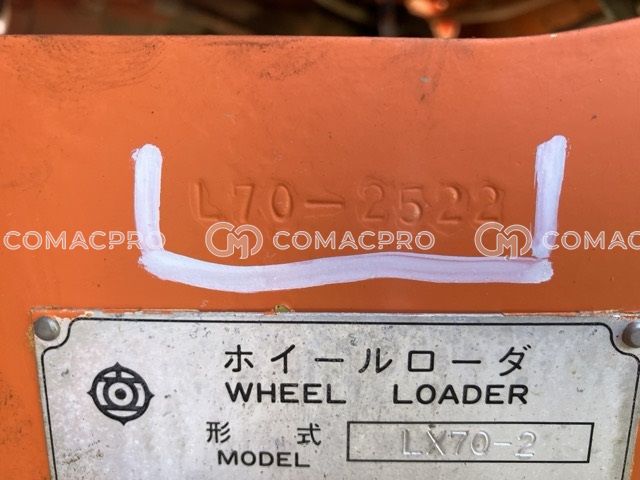 L70-2522
COMACPRO COMACPRO COMACPRO
ホイールローダ
WHEEL LOADER
形式 LX70-2
MODEL